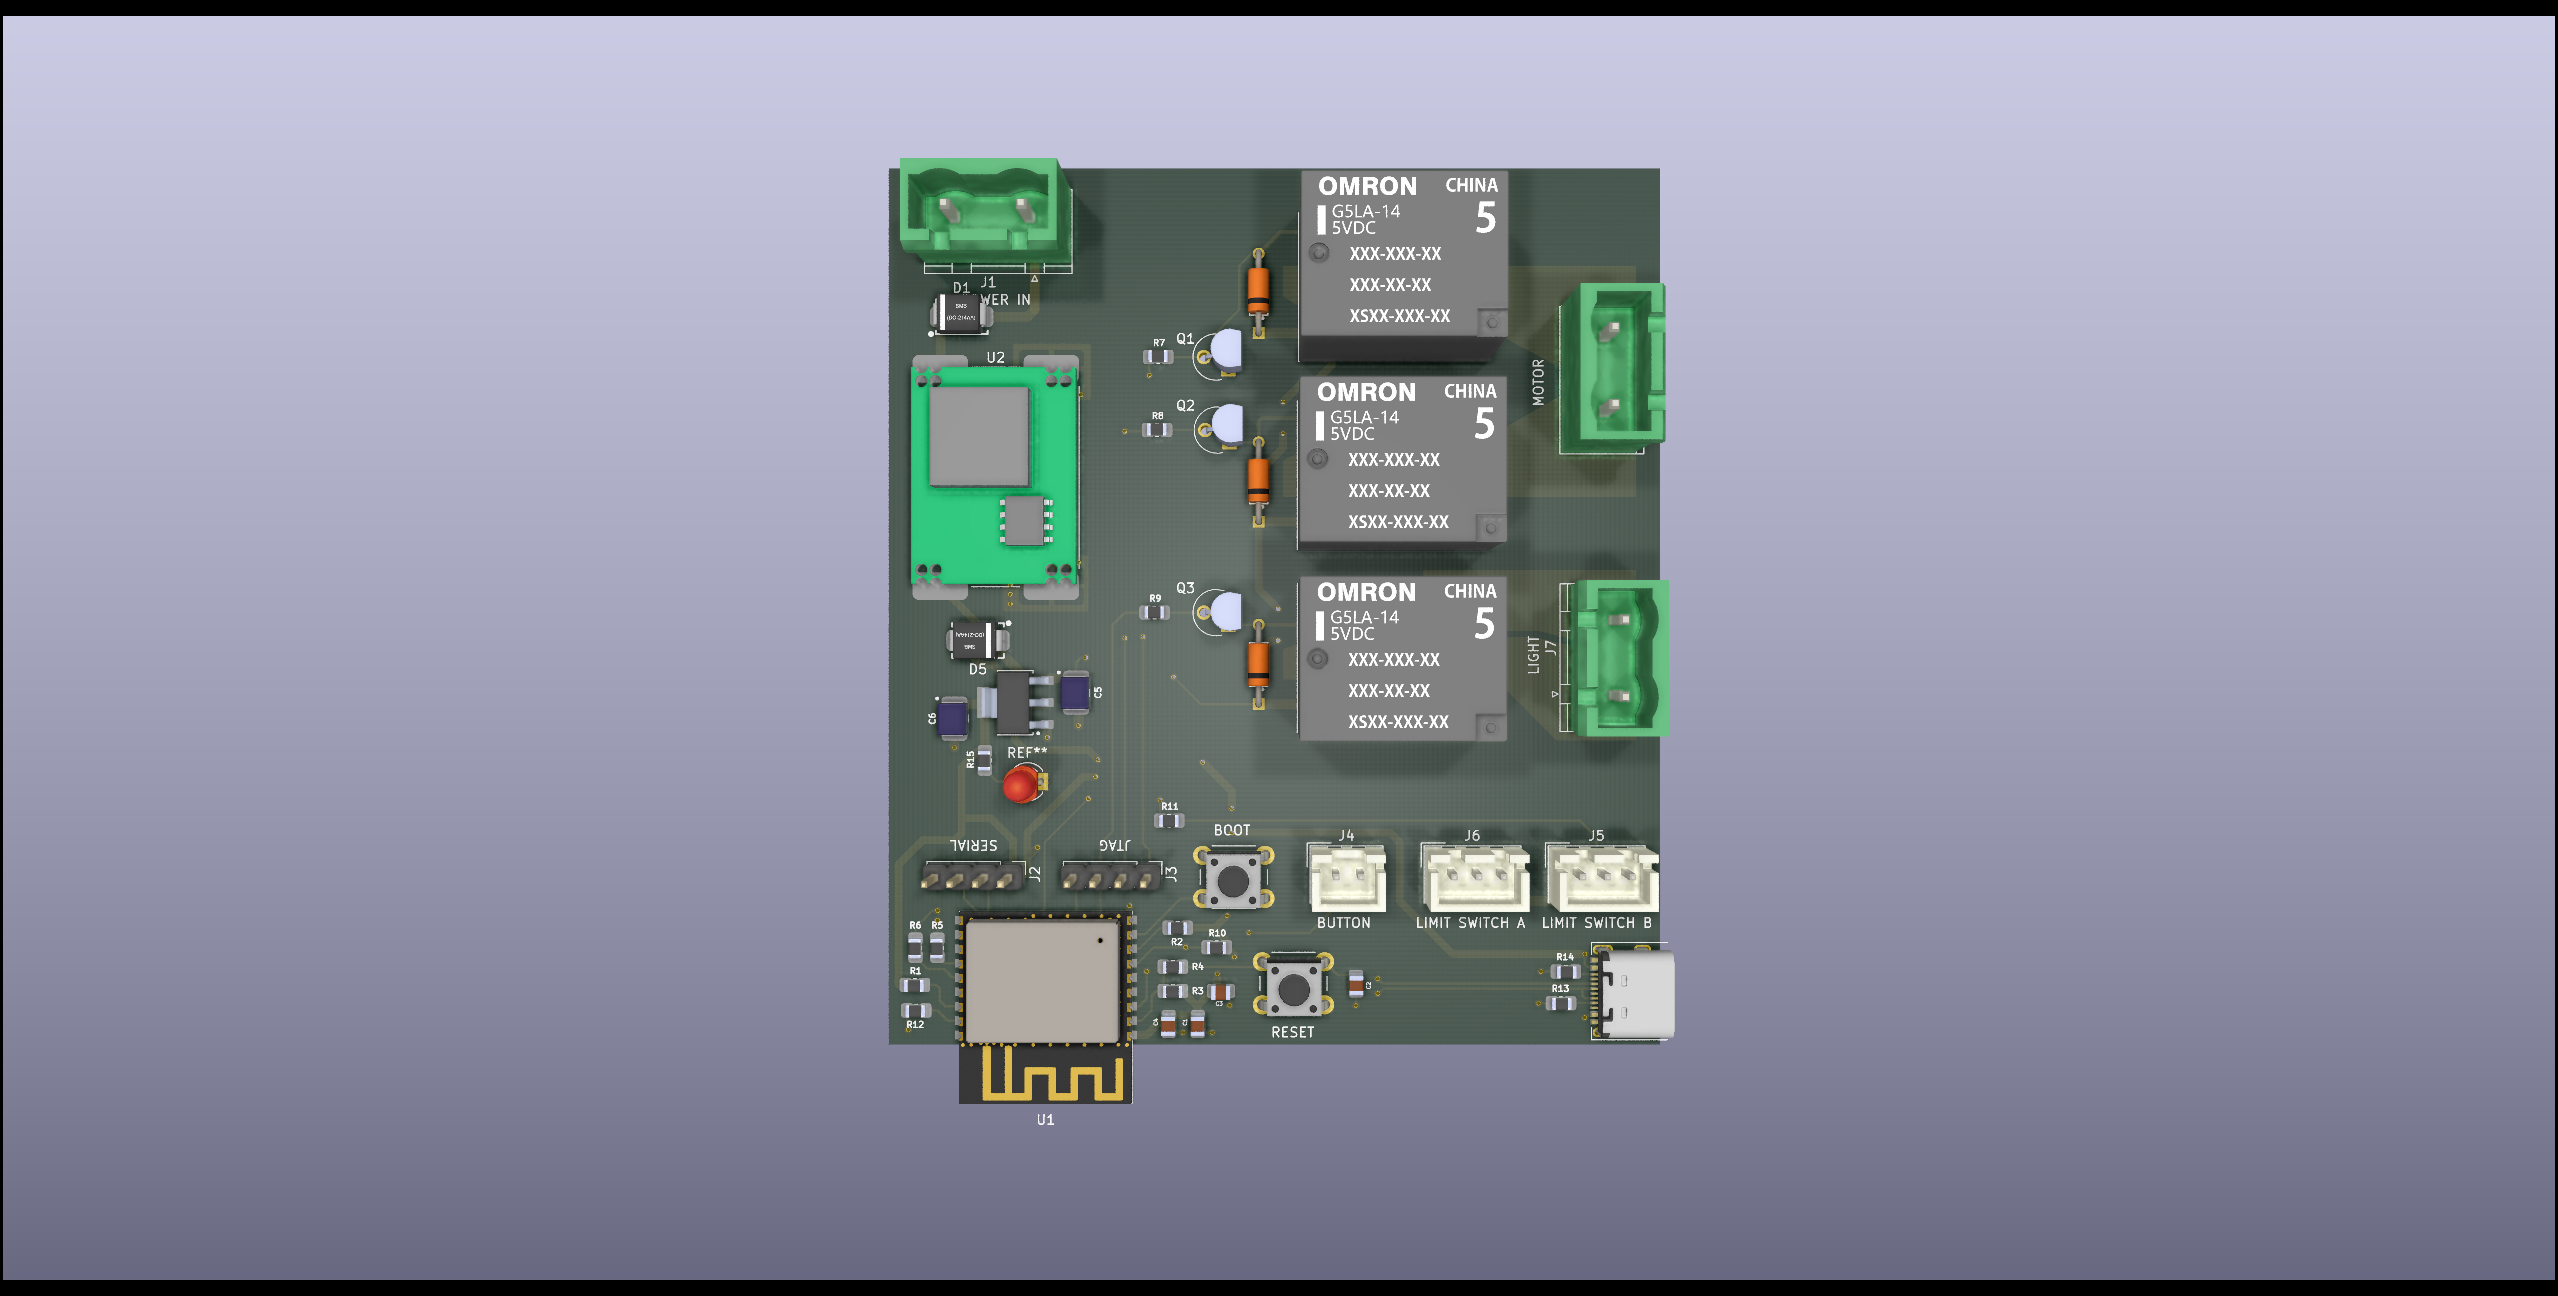 OMRON CHINA
G5LA-14 5
5VDC
XXX-XXX-XX
XXX-XX-XX
XSXX-XXX-XX
J1
D1
WER IN
Q1
R7
U2
MOTOR
OMRON CHINA
G5LA-14 5
5VDC
XXX-XXX-XX
XXX-XX-XX
XSXX-XXX-XX
Q2
R8
OMRON CHINA
G5LA-14 5
5VDC
XXX-XXX-XX
XXX-XX-XX
XSXX-XXX-XX
Q3
R9
LIGHT
J7
D5
C5
C6
R15
REF**
R11
BOOT
J4
J6
J5
SERIAL
JTAG
J2
J3
BUTTON
LIMIT SWITCH A
LIMIT SWITCH B
R6 R5
R2
R10
R4
R1
R3
C3
C2
R14
R13
R12
C4
C1
RESET
U1